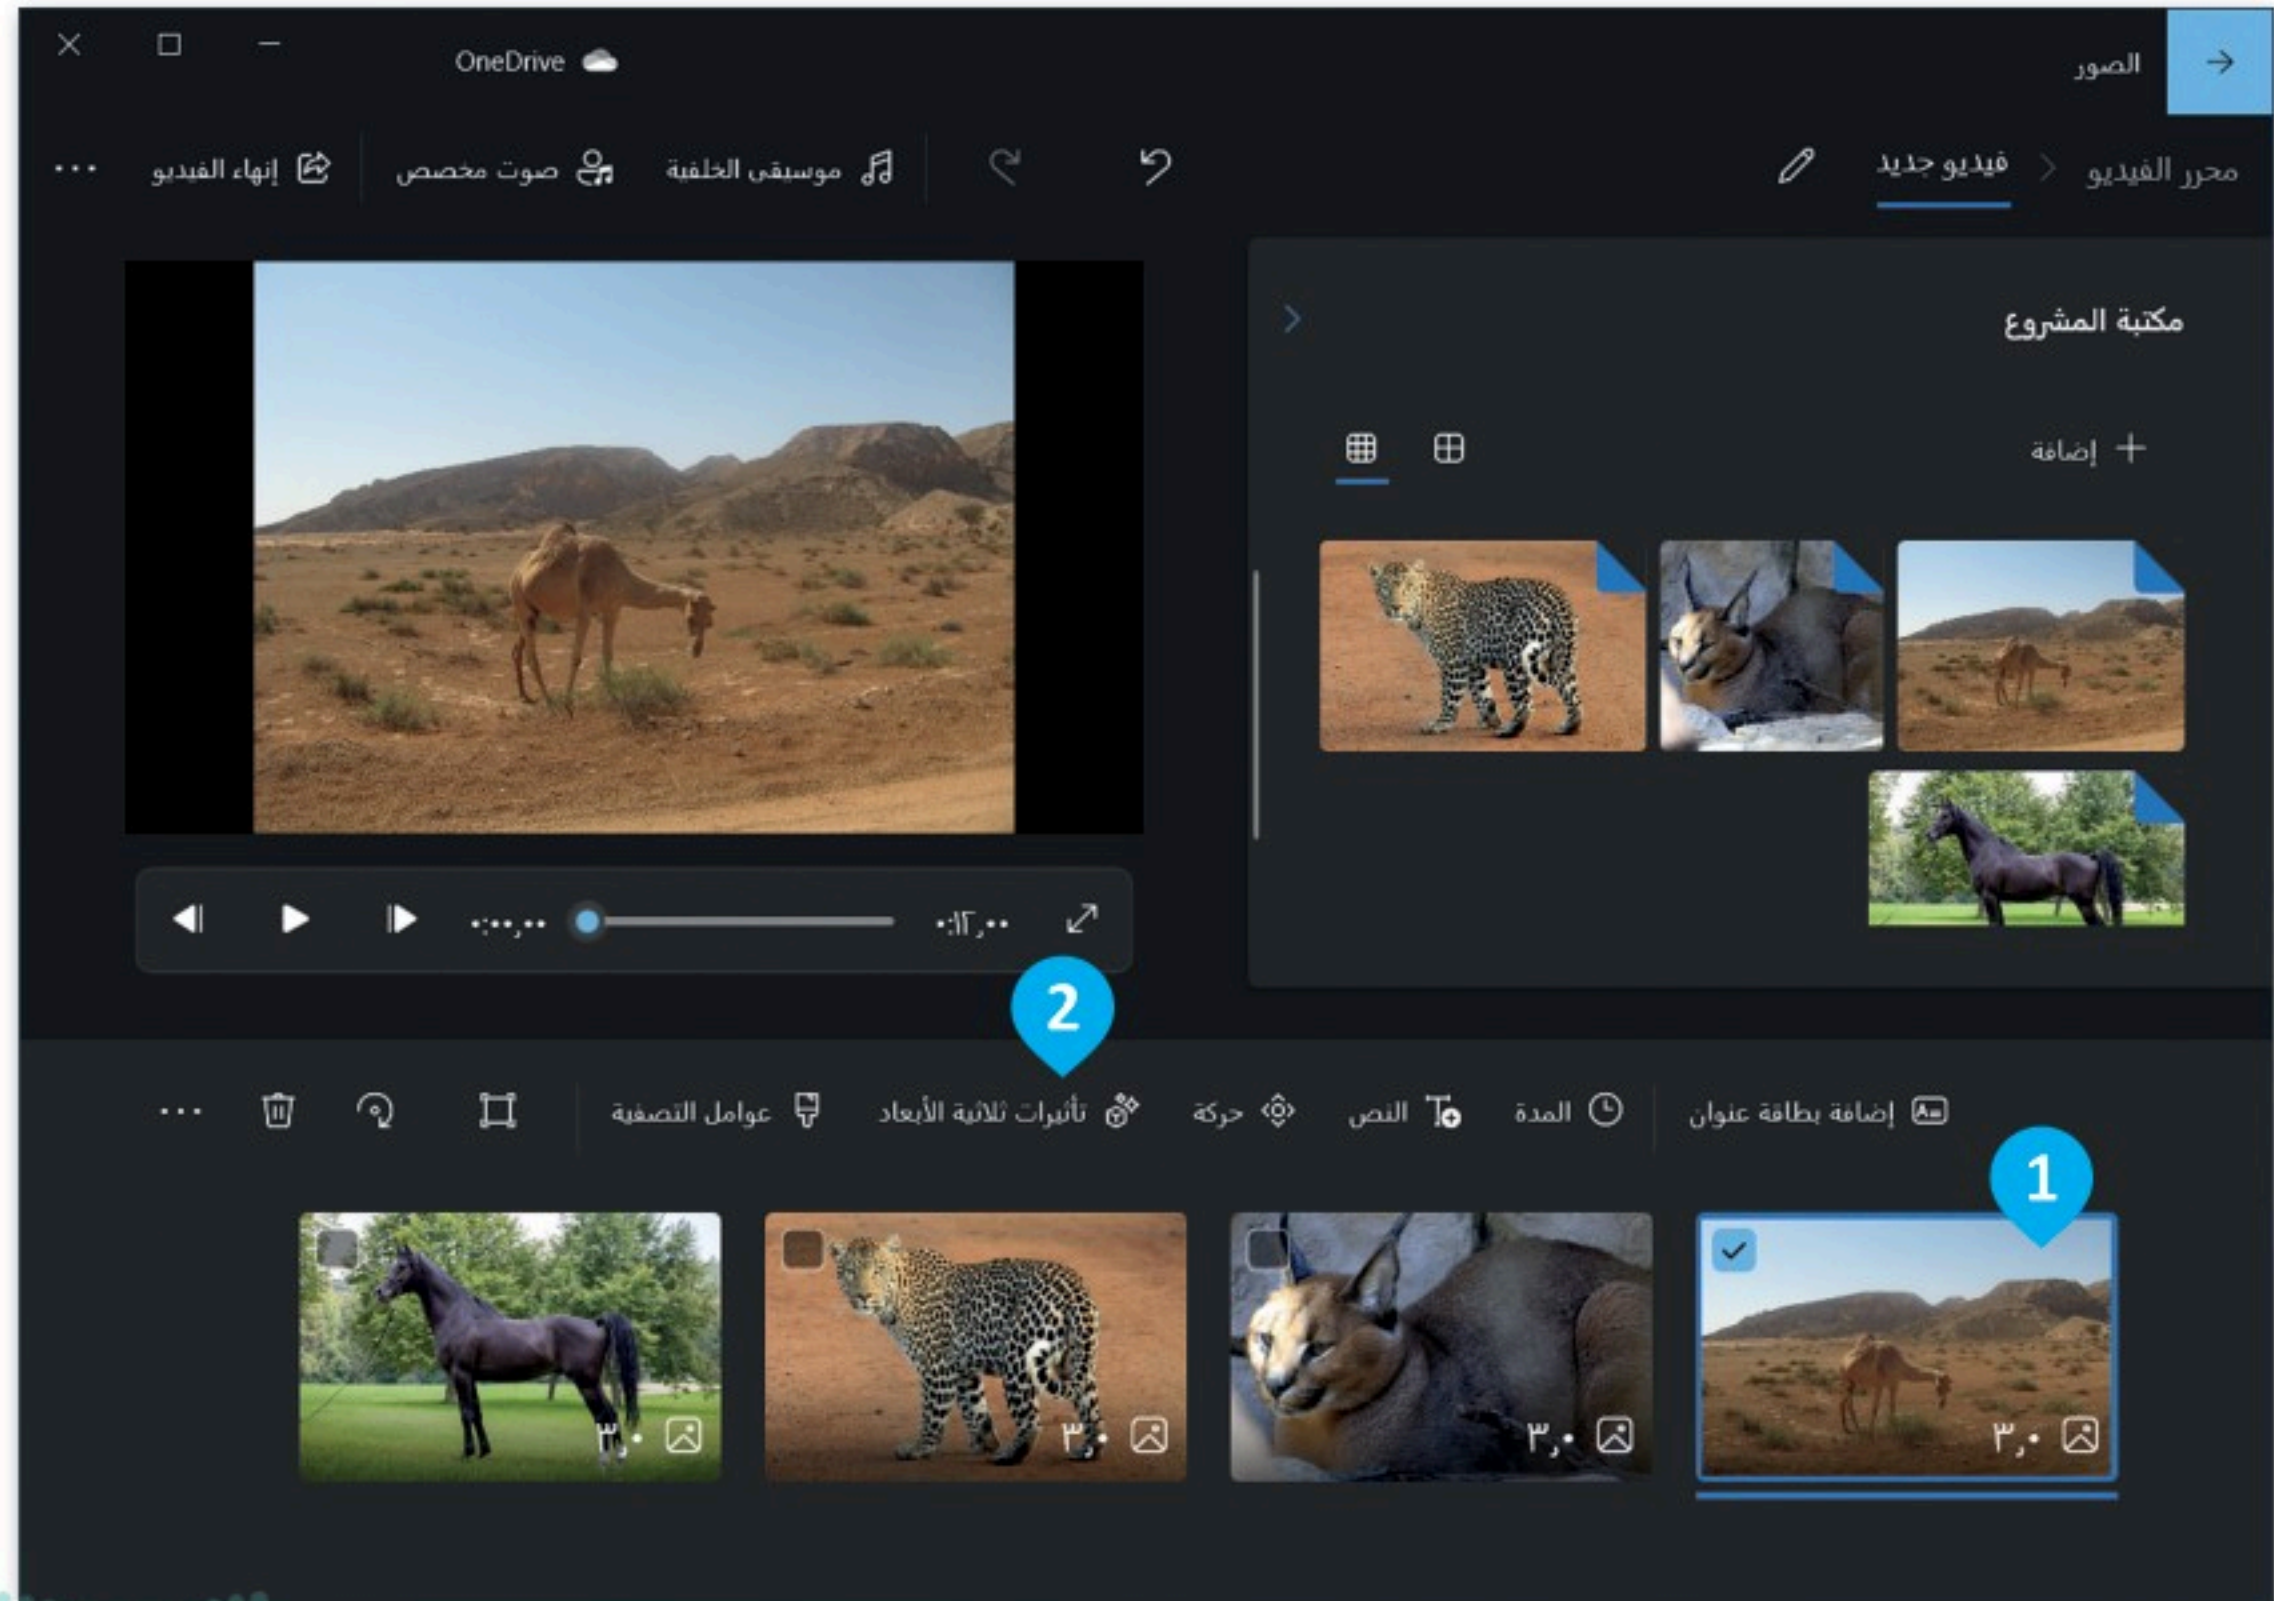 الصور
OneDrive
محرر الفيديو
فيديو جديد
موسيقى الخلفية
صوت مخصص
إنهاء الفيديو
مكتبة المشروع
إضافة
٠:٠٠,٠٠
٠:١٢,٠٠
2
إضافة بطاقة عنوان
المدة
النص
حركة
تأثيرات ثلاثية الأبعاد
عوامل التصفية
1
٣,٠
٣,٠
٣,٠
٣,٠